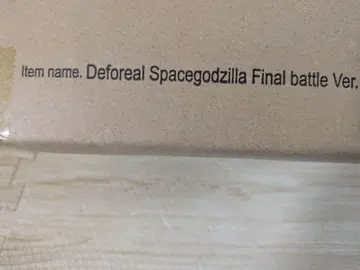 Item name. Deforeal Spacegodzilla Final battle Ver.